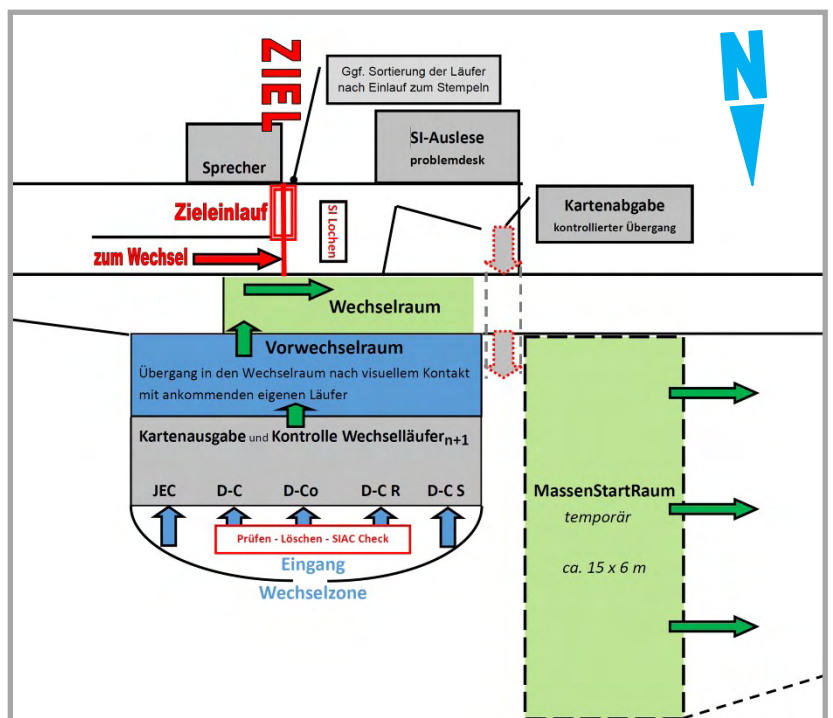 ZIEL
Ggf. Sortierung der Läufer
nach Einlauf zum Stempeln
N
Sprecher
SI-Auslese
problemdesk
Zieleinlauf
SI Lochen
Kartenabgabe
kontrollierter Übergang
zum Wechsel
Wechselraum
Vorwechselraum
Übergang in den Wechselraum nach visuellem Kontakt
mit ankommenden eigenen Läufer
Kartenausgabe und Kontrolle Wechselläufer n+1
JEC D-C D-Co D-C R D-C S
Prüfen - Löschen - SIAC Check
Eingang
Wechselzone
MassenStartRaum
temporär
ca. 15 x 6 m